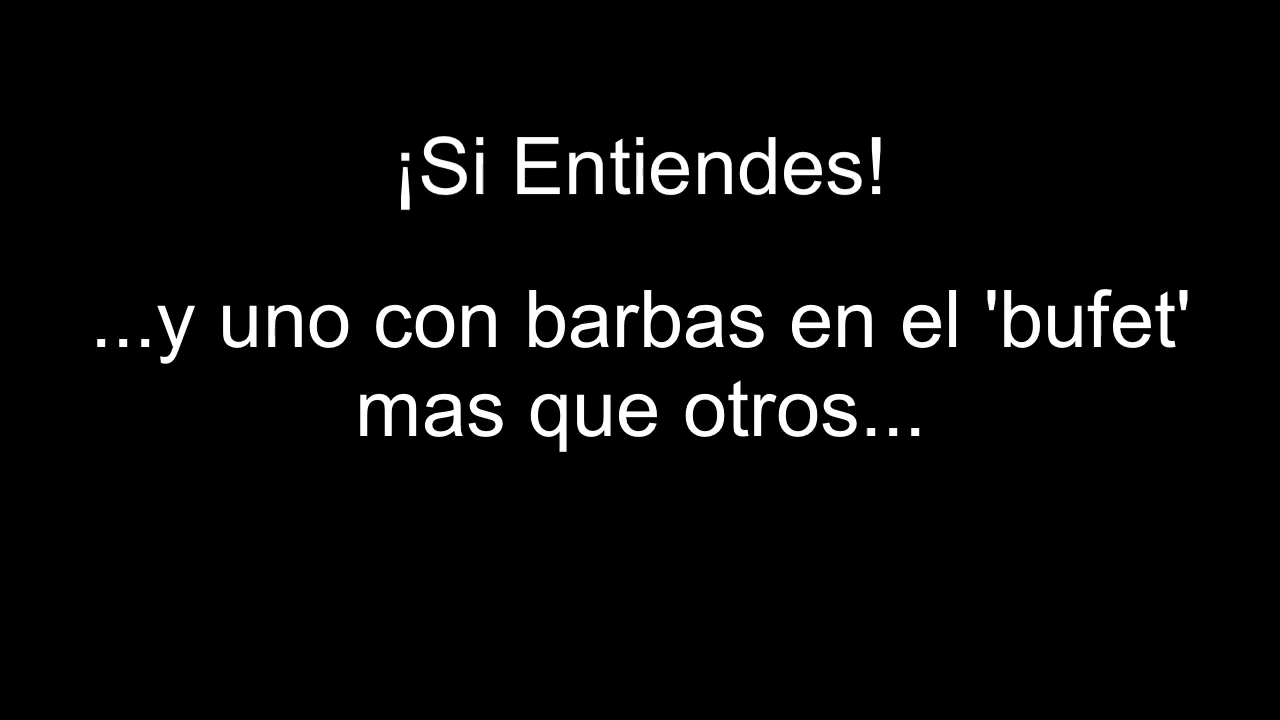 ¡Si Entiendes!
...y uno con barbas en el 'bufet'
mas que otros...